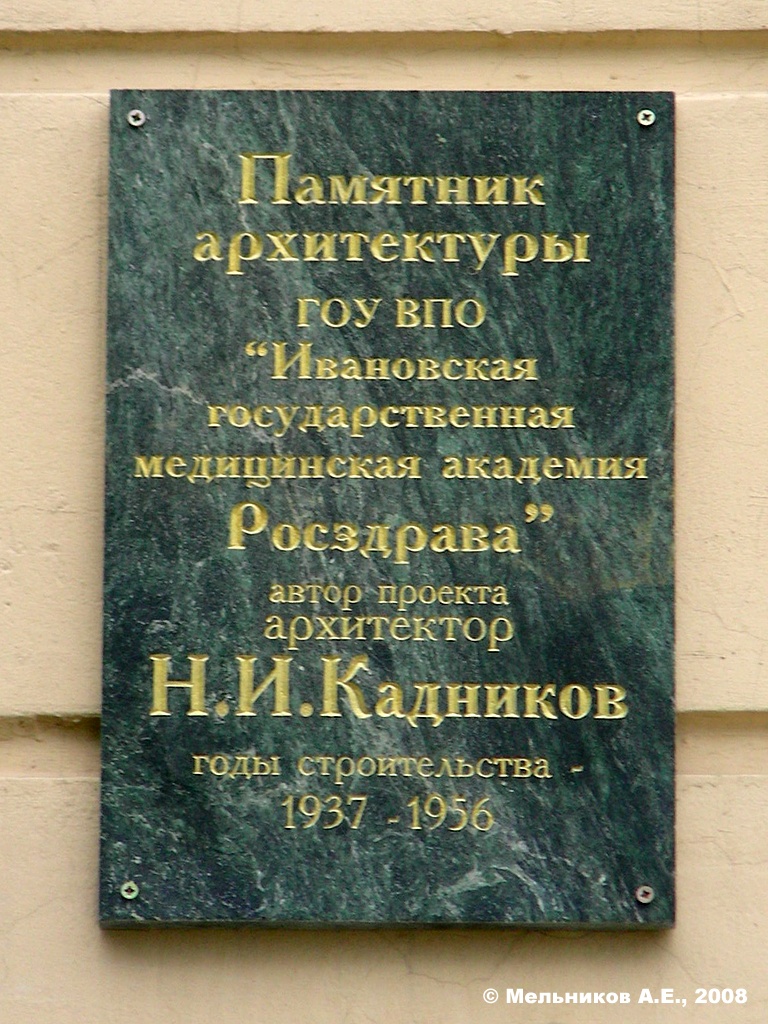 Памятник
архитектуры
ГОУ ВПО
“Ивановская
государственная
медицинская академия
Росздрава”
автор проекта
архитектор
Н.И.Кадников
годы строительства -
1937 - 1956
© Мельников А.Е., 2008